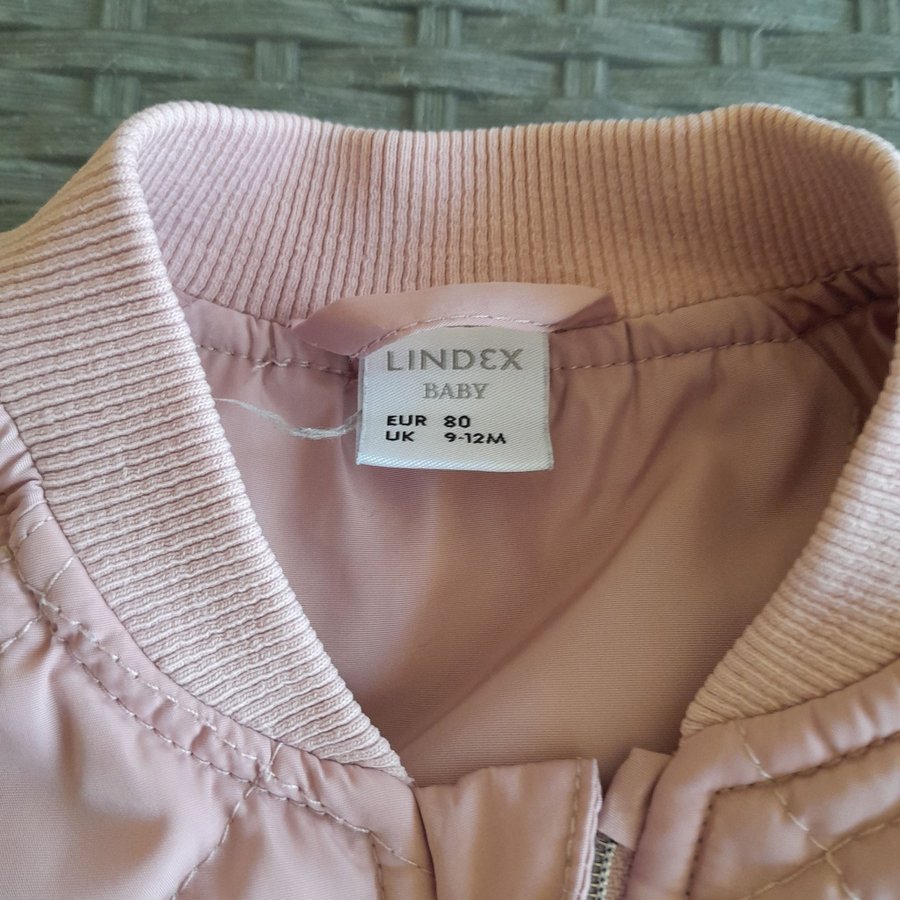 LINDEX
BABY
EUR 80
UK 9-12M